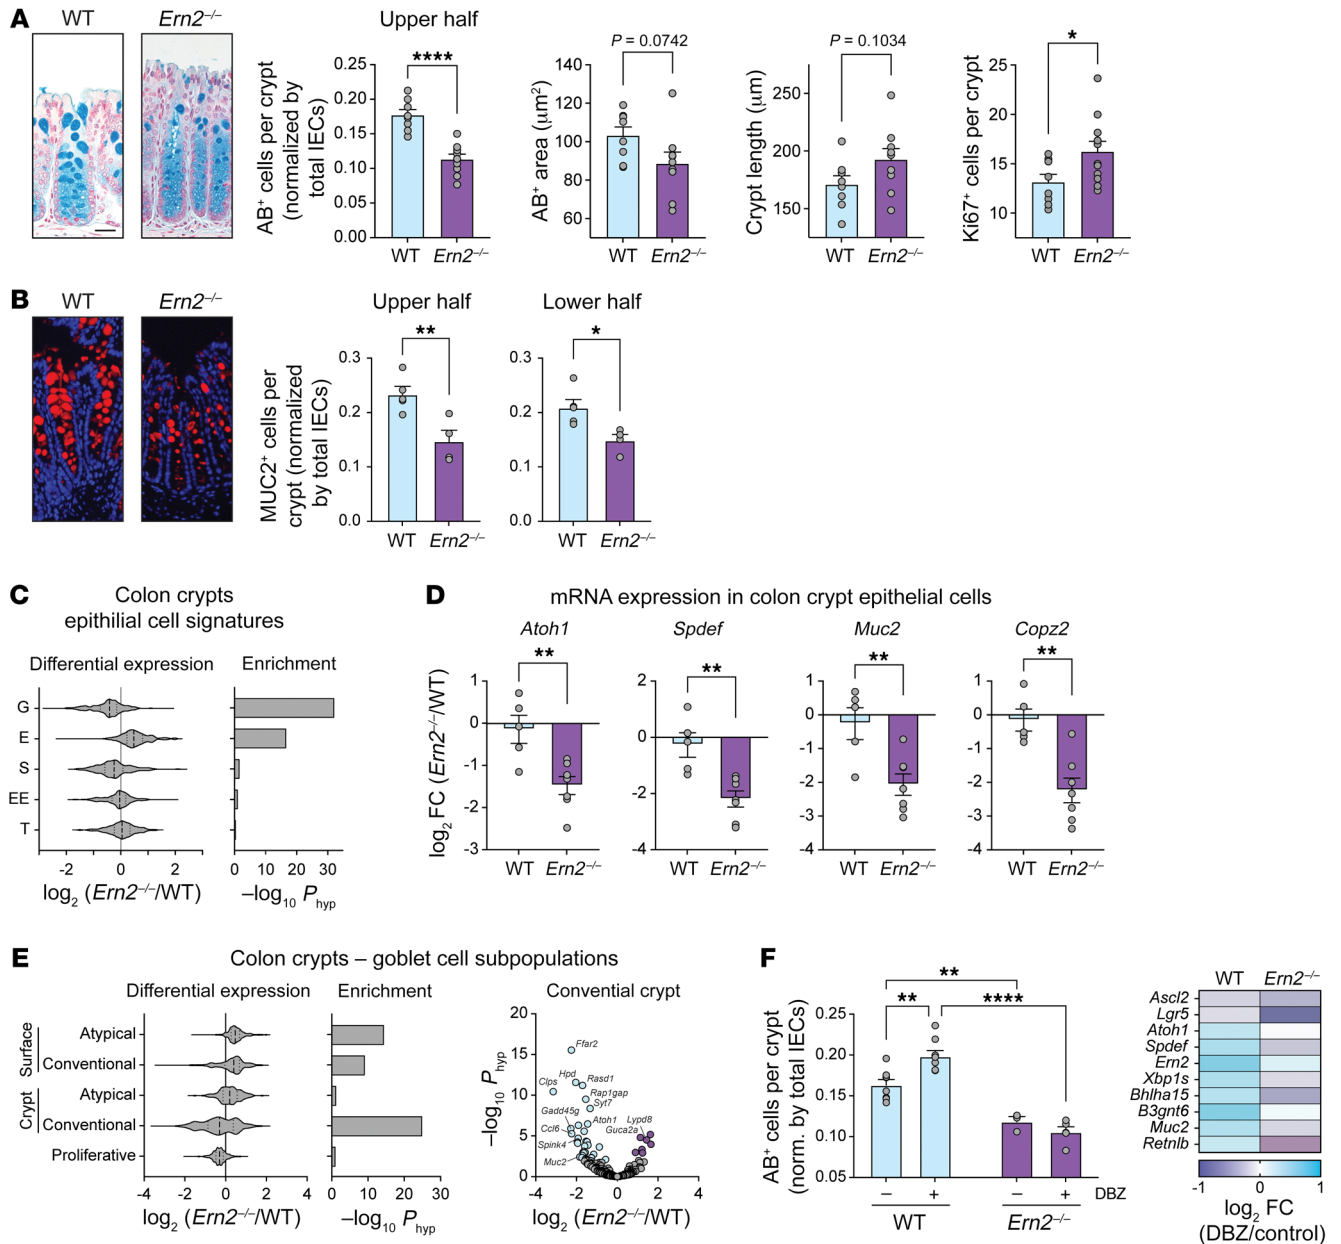 A
WT
Ern2–/–
Upper half
AB+ cells per crypt
(normalized by
total IECs)
****
0.25
0.20
0.15
0.10
0.05
0.00
WT
Ern2–/–
AB+ area (μm2)
P = 0.0742
140
120
100
80
60
WT
Ern2–/–
Crypt length (μm)
P = 0.1034
250
200
150
WT
Ern2–/–
Ki67+ cells per crypt
*
25
20
15
10
WT
Ern2–/–
B
WT
Ern2–/–
MUC2+ cells per
crypt (normalized
by total IECs)
Upper half
**
0.3
0.2
0.1
0.0
WT
Ern2–/–
Lower half
*
0.3
0.2
0.1
0.0
WT
Ern2–/–
C
Colon crypts
epithilial cell signatures
Differential expression
Enrichment
G
E
S
EE
T
-2 0 2
0 10 20 30
log2 (Ern2–/–/WT)
–log10 Phyp
D
mRNA expression in colon crypt epithelial cells
log2 FC (Ern2–/–/WT)
Atoh1
**
1
0
-1
-2
-3
WT
Ern2–/–
Spdef
**
2
0
-2
-4
WT
Ern2–/–
Muc2
**
1
0
-1
-2
-3
-4
WT
Ern2–/–
Copz2
**
1
0
-1
-2
-3
-4
WT
Ern2–/–
E
Colon crypts – goblet cell subpopulations
Differential expression
Enrichment
Convential crypt
Surface
Atypical
Conventional
Crypt
Atypical
Conventional
Proliferative
-4 -2 0 2 4
0 10 20 30
log2 (Ern2–/–/WT)
–log10 Phyp
–log10 Phyp
20
15
10
5
0
Ffar2
Hpd
Rasd1
Clps
Rap1gap
Syt7
Gadd45g
Atoh1
Lypd8
Ccl6
Guca2a
Spink4
Muc2
-4 -2 0 2 4
log2 (Ern2–/–/WT)
F
AB+ cells per crypt
(norm. by total IECs)
**
**
****
0.20
0.15
0.10
0.05
– + – + DBZ
WT
Ern2–/–
WT
Ern2–/–
Ascl2
Lgr5
Atoh1
Spdef
Ern2
Xbp1s
Bhlha15
B3gnt6
Muc2
Retnlb
-1 0 1
log2 FC
(DBZ/control)